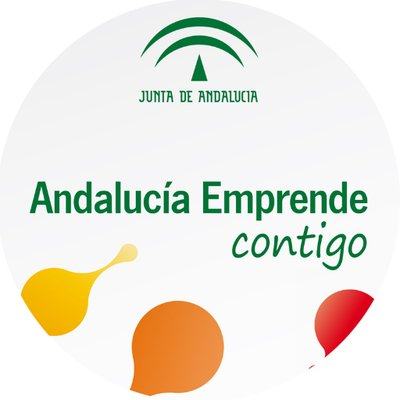 JUNTA DE ANDALUCIA
Andalucía Emprende
contigo